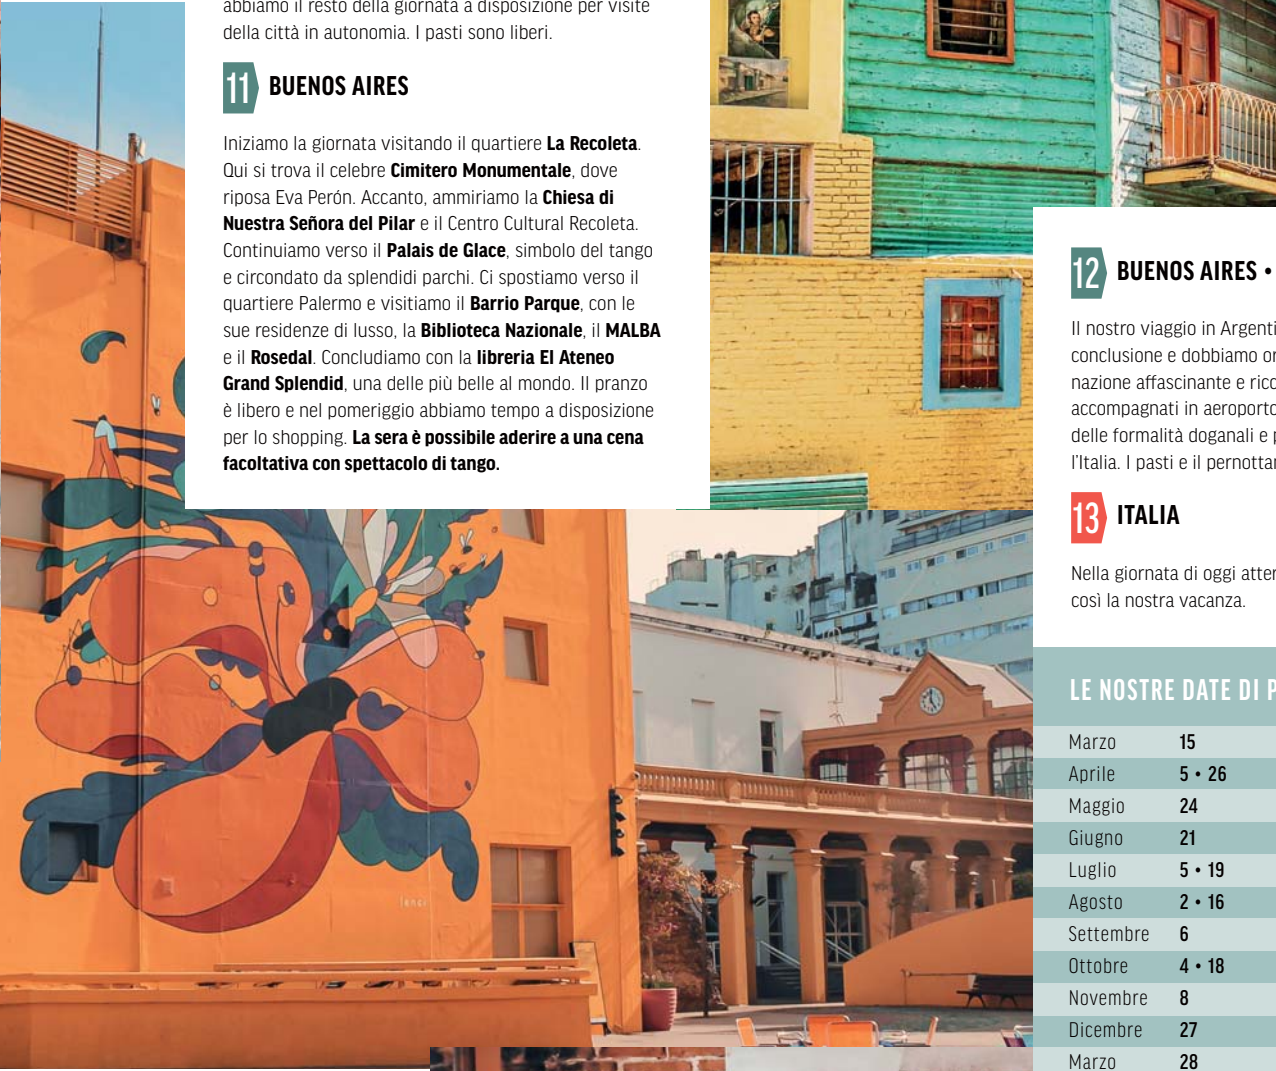 abbiamo il resto della giornata a disposizione per visite
della città in autonomia. I pasti sono liberi.
11 BUENOS AIRES
Iniziamo la giornata visitando il quartiere La Recoleta.
Qui si trova il celebre Cimitero Monumentale, dove
riposa Eva Perón. Accanto, ammiriamo la Chiesa di
Nuestra Señora del Pilar e il Centro Cultural Recoleta.
Continuiamo verso il Palais de Glace, simbolo del tango
e circondato da splendidi parchi. Ci spostiamo verso il
quartiere Palermo e visitiamo il Barrio Parque, con le
sue residenze di lusso, la Biblioteca Nazionale, il MALBA
e il Rosedal. Concludiamo con la libreria El Ateneo
Grand Splendid, una delle più belle al mondo. Il pranzo
è libero e nel pomeriggio abbiamo tempo a disposizione
per lo shopping. La sera è possibile aderire a una cena
facoltativa con spettacolo di tango.
12 BUENOS AIRES •
Il nostro viaggio in Argenti
conclusione e dobbiamo or
nazione affascinante e ricc
accompagnati in aeroporto
delle formalità doganali e p
l'Italia. I pasti e il pernottar
13 ITALIA
Nella giornata di oggi atter
così la nostra vacanza.
LE NOSTRE DATE DI P
Marzo 15
Aprile 5 • 26
Maggio 24
Giugno 21
Luglio 5 • 19
Agosto 2 • 16
Settembre 6
Ottobre 4 • 18
Novembre 8
Dicembre 27
Marzo 28